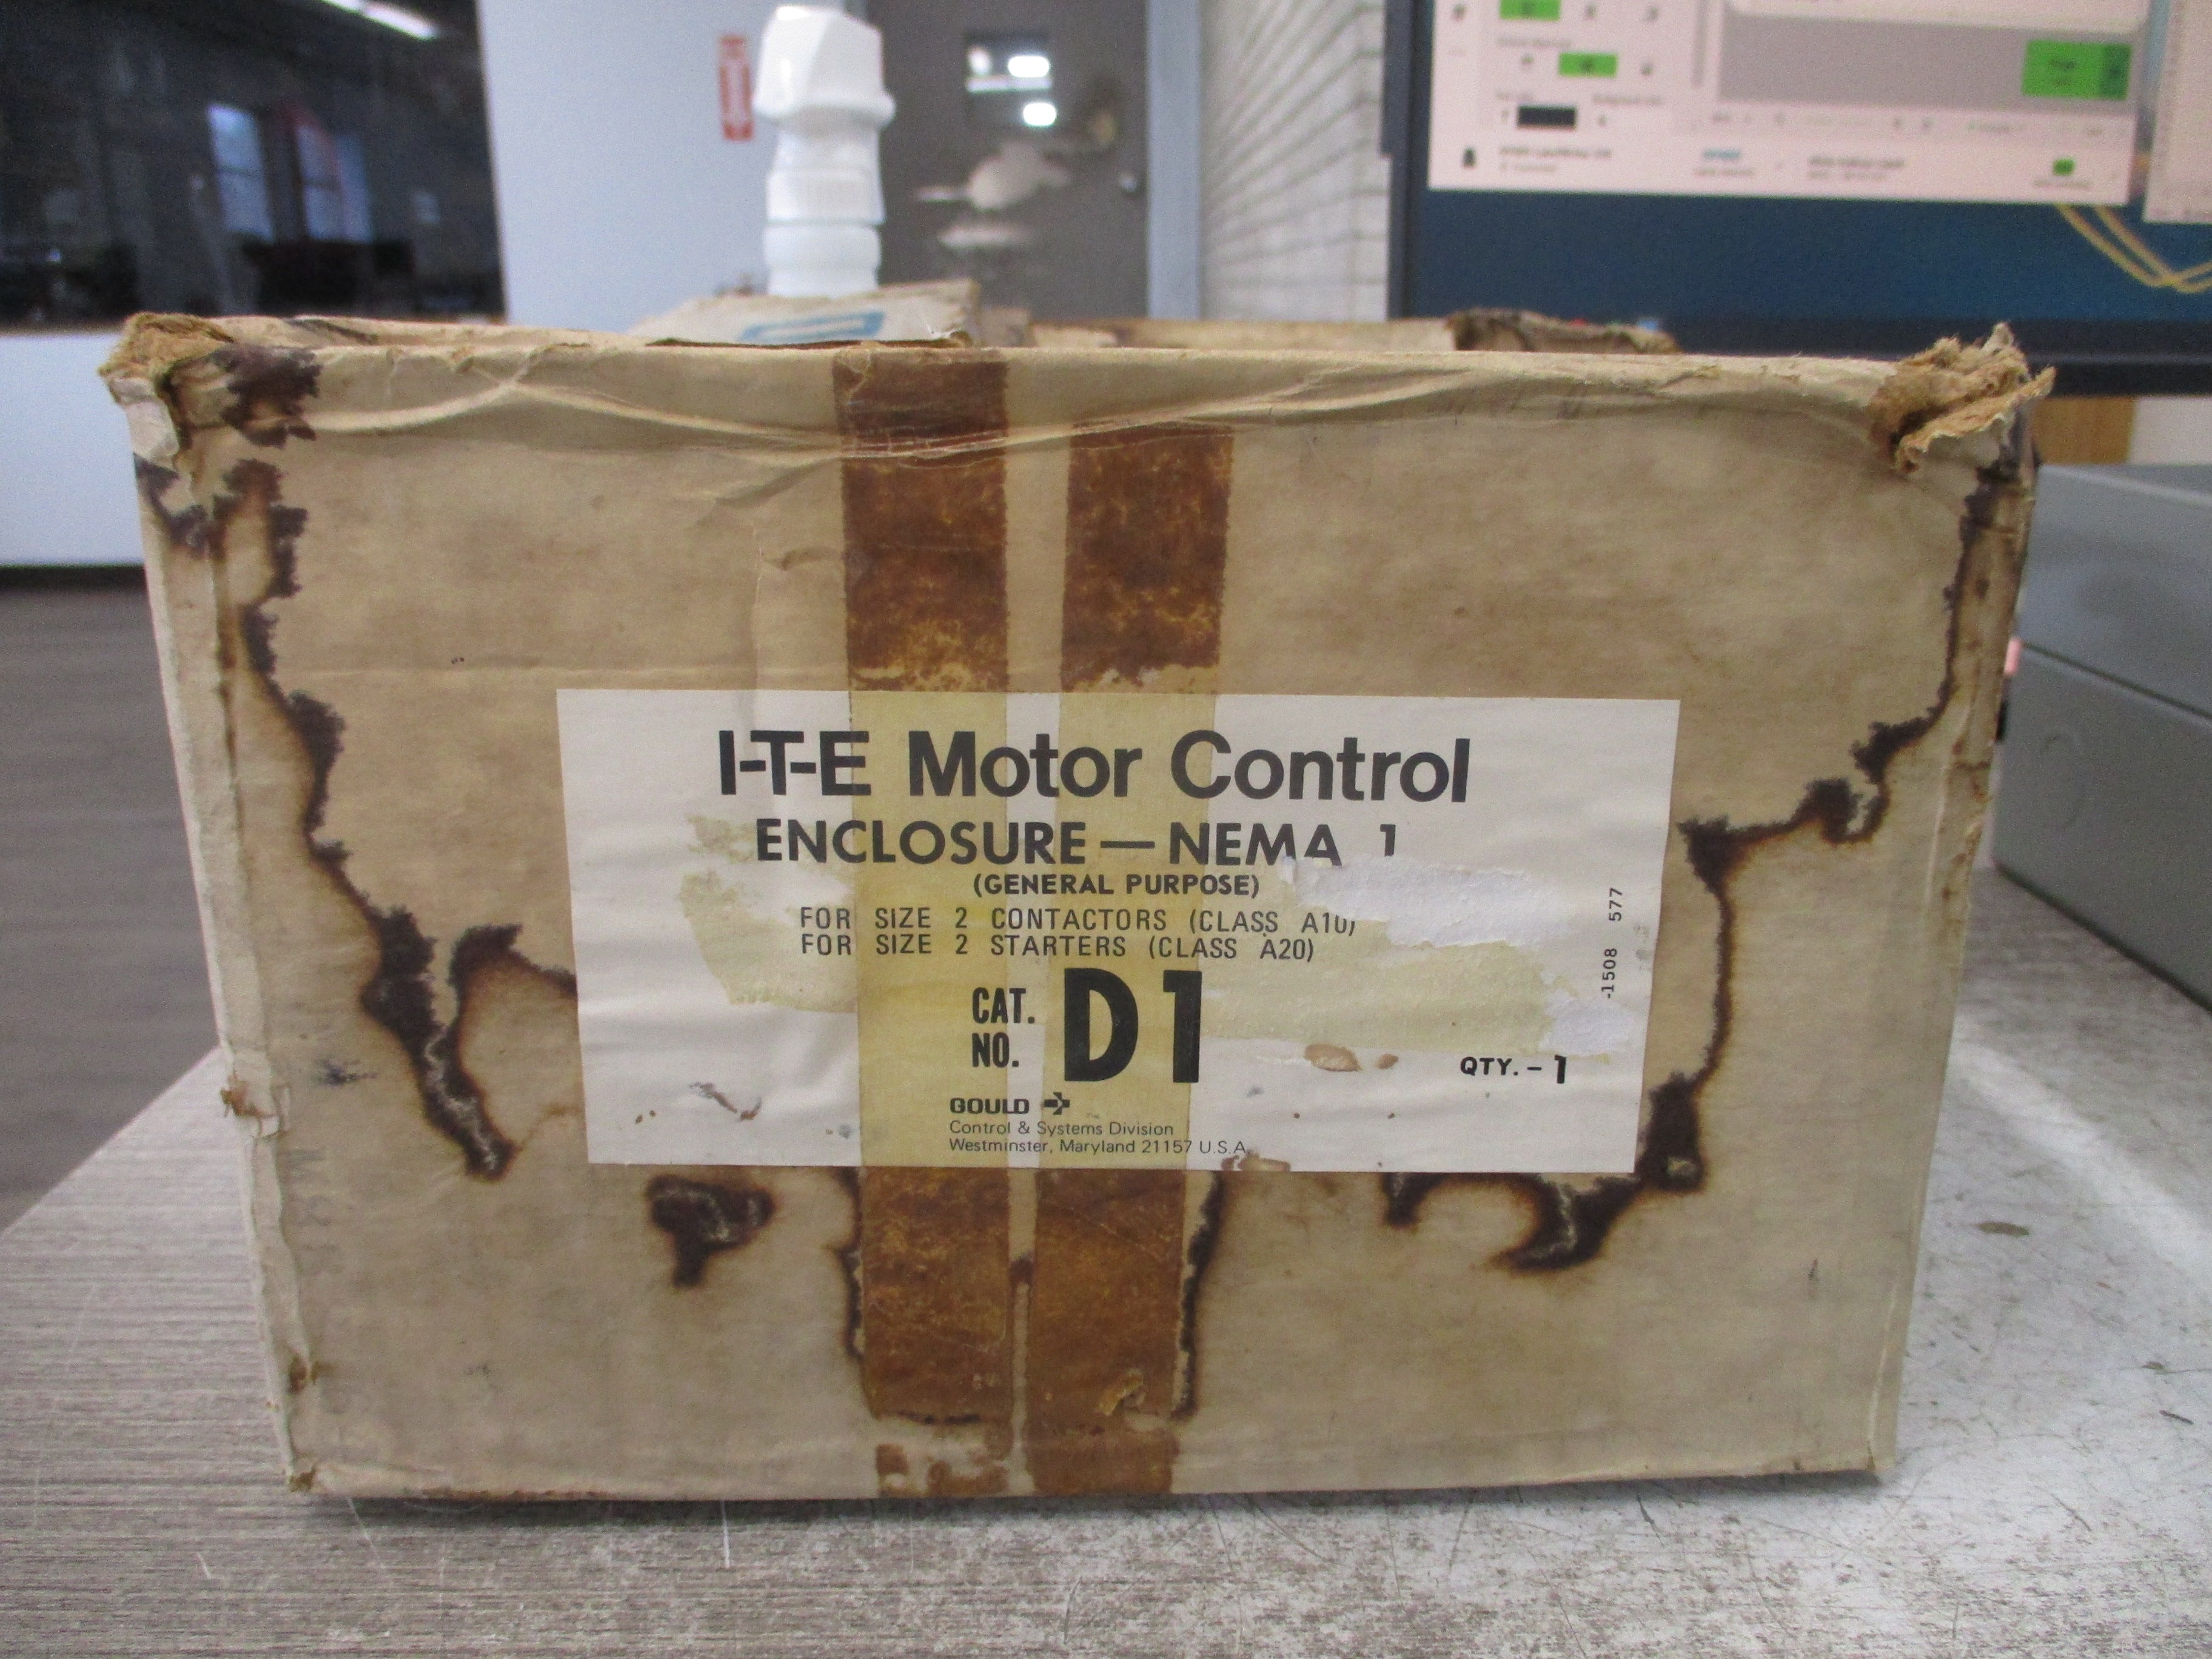 I-T-E Motor Control
ENCLOSURE — NEMA 1
(GENERAL PURPOSE)
FOR SIZE 2 CONTACTORS (CLASS A10)
FOR SIZE 2 STARTERS (CLASS A20)
CAT. NO. D1
QTY. - 1
GOULD
Control & Systems Division
Westminster, Maryland 21157 U.S.A.
-1508 577